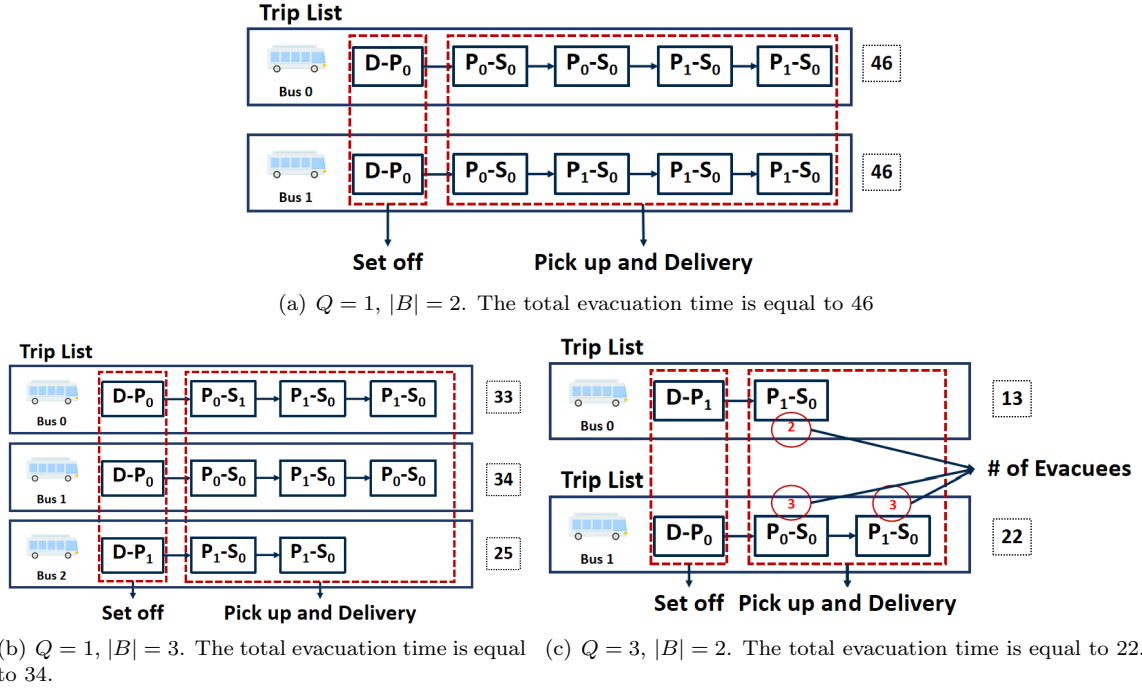 Trip List
Bus 0
D-P₀ P₀-S₀ P₀-S₀ P₁-S₀ P₁-S₀ 46
Bus 1
D-P₀ P₀-S₀ P₁-S₀ P₁-S₀ P₁-S₀ 46
Set off Pick up and Delivery
(a) Q = 1, |B| = 2. The total evacuation time is equal to 46
Trip List
Bus 0
D-P₀ P₀-S₁ P₁-S₀ P₁-S₀ 33
Bus 1
D-P₀ P₀-S₀ P₁-S₀ P₀-S₀ 34
Bus 2
D-P₁ P₁-S₀ P₁-S₀ 25
Set off Pick up and Delivery
(b) Q = 1, |B| = 3. The total evacuation time is equal
to 34.
Trip List
Bus 0
D-P₁ P₁-S₀ 13
2
# of Evacuees
Trip List
3 3
Bus 1
D-P₀ P₀-S₀ P₁-S₀ 22
Set off Pick up and Delivery
(c) Q = 3, |B| = 2. The total evacuation time is equal to 22.